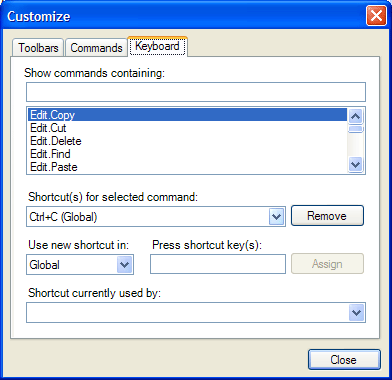 Customize
Toolbars Commands Keyboard
Show commands containing:
Edit.Copy
Edit.Cut
Edit.Delete
Edit.Find
Edit.Paste
Shortcut(s) for selected command:
Ctrl+C (Global) Remove
Use new shortcut in: Press shortcut key(s):
Global Assign
Shortcut currently used by:
Close